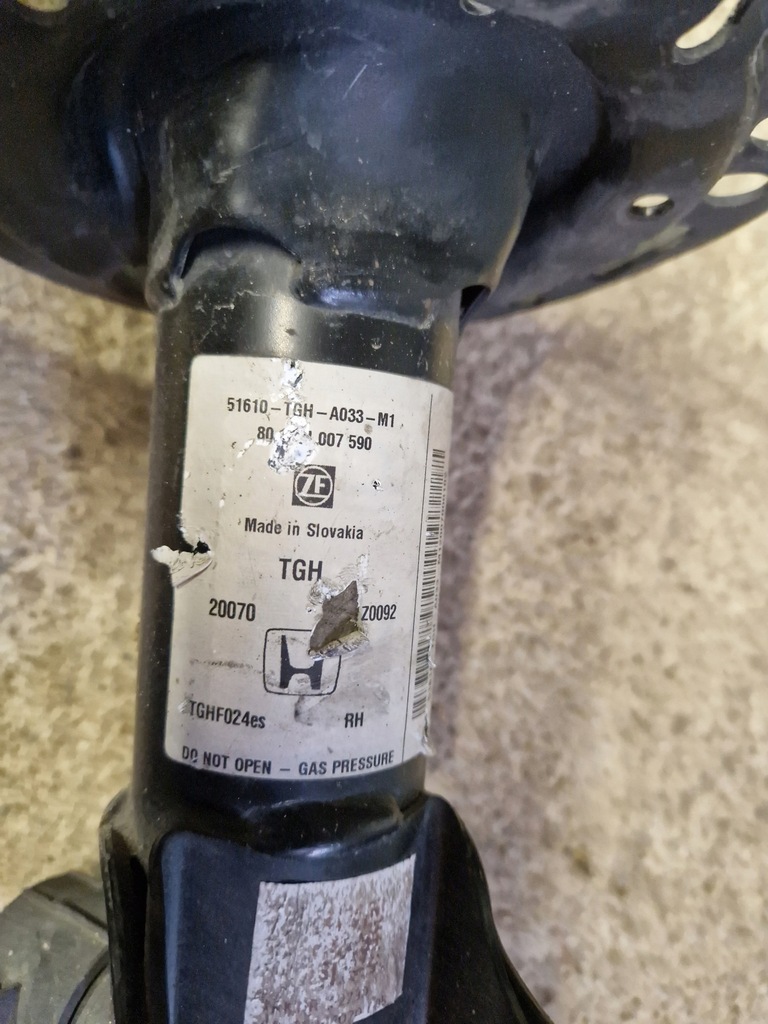 51610-TGH-A033-M1
80 007 590
ZF
Made in Slovakia
TGH
20070 Z0092
TGHF024es RH
DO NOT OPEN - GAS PRESSURE